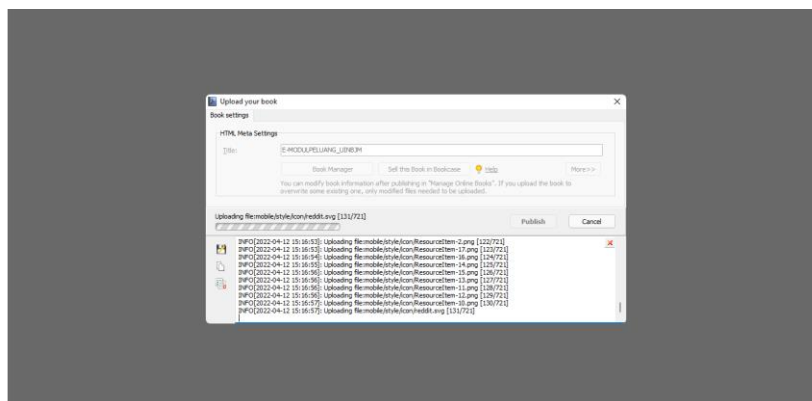 Upload your book
Book settings
HTML Meta Settings
Title:
E-MODULPELUANG_UINBJM
Book Manager
Sell this Book in Bookcase
Help
More>>
You can modify book information after publishing in "Manage Online Books". If you upload the book to
overwrite some existing one, only modified files needed to be uploaded.
Uploading file:mobile/style/icon/reddit.svg [131/721]
Publish
Cancel
INFO[2022-04-12 15:16:53]: Uploading file:mobile/style/icon/ResourceItem-2.png [122/721]
INFO[2022-04-12 15:16:53]: Uploading file:mobile/style/icon/ResourceItem-17.png [123/721]
INFO[2022-04-12 15:16:54]: Uploading file:mobile/style/icon/ResourceItem-16.png [124/721]
INFO[2022-04-12 15:16:55]: Uploading file:mobile/style/icon/ResourceItem-14.png [125/721]
INFO[2022-04-12 15:16:56]: Uploading file:mobile/style/icon/ResourceItem-15.png [126/721]
INFO[2022-04-12 15:16:56]: Uploading file:mobile/style/icon/ResourceItem-13.png [127/721]
INFO[2022-04-12 15:16:56]: Uploading file:mobile/style/icon/ResourceItem-11.png [128/721]
INFO[2022-04-12 15:16:56]: Uploading file:mobile/style/icon/ResourceItem-12.png [129/721]
INFO[2022-04-12 15:16:57]: Uploading file:mobile/style/icon/ResourceItem-10.png [130/721]
INFO[2022-04-12 15:16:57]: Uploading file:mobile/style/icon/reddit.svg [131/721]